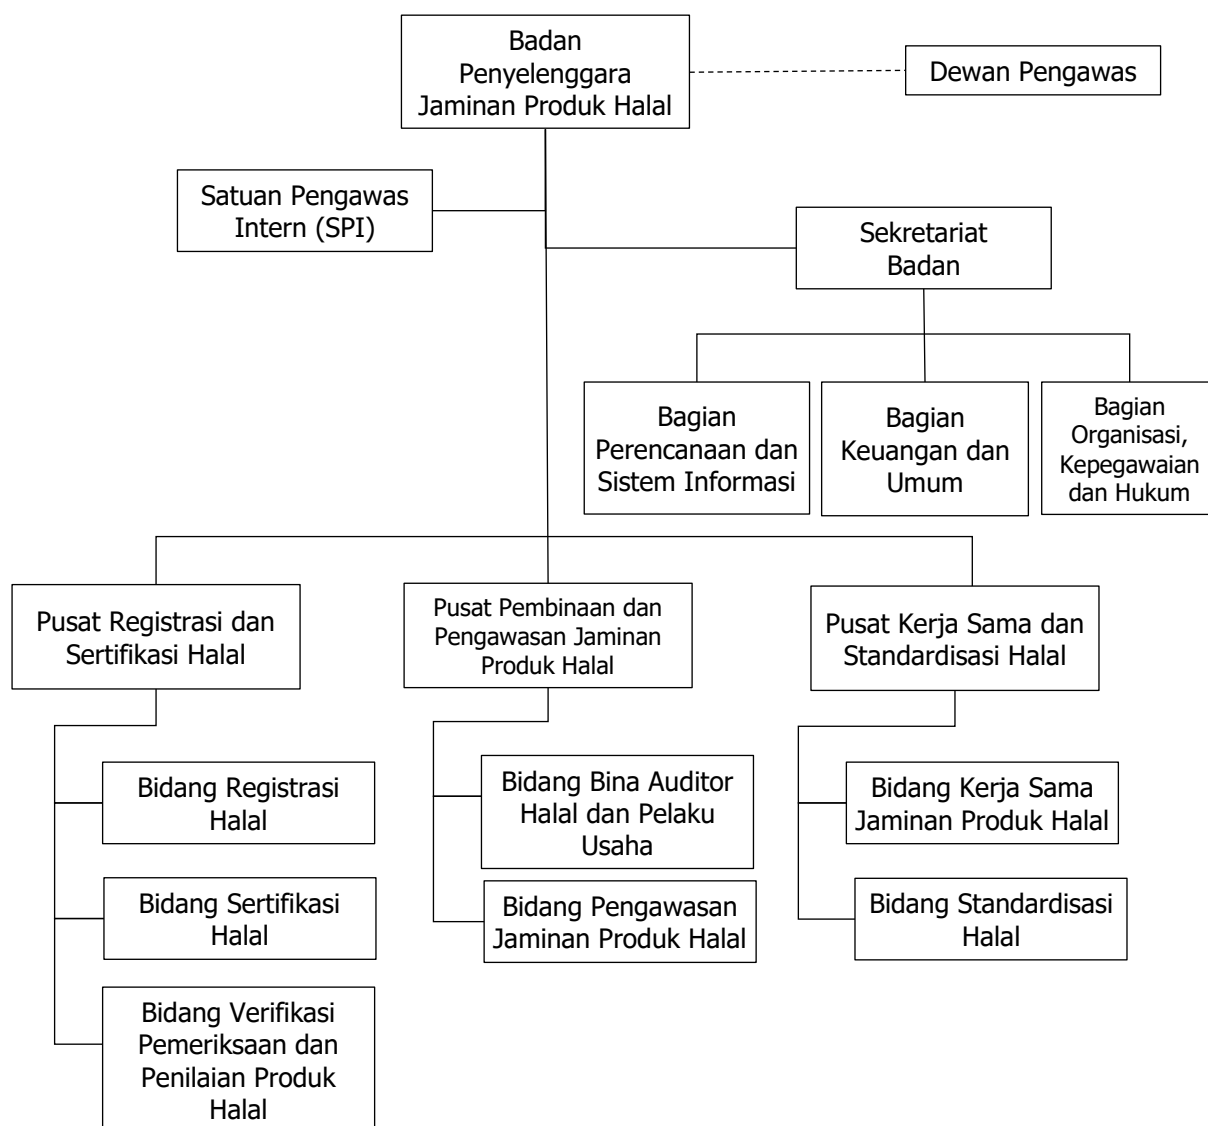 Badan
Penyelenggara
Jaminan Produk Halal
Dewan Pengawas
Satuan Pengawas
Intern (SPI)
Sekretariat
Badan
Bagian
Perencanaan dan
Sistem Informasi
Bagian
Keuangan dan
Umum
Bagian
Organisasi,
Kepegawaian
dan Hukum
Pusat Registrasi dan
Sertifikasi Halal
Pusat Pembinaan dan
Pengawasan Jaminan
Produk Halal
Pusat Kerja Sama dan
Standardisasi Halal
Bidang Registrasi
Halal
Bidang Sertifikasi
Halal
Bidang Verifikasi
Pemeriksaan dan
Penilaian Produk
Halal
Bidang Bina Auditor
Halal dan Pelaku
Usaha
Bidang Pengawasan
Jaminan Produk Halal
Bidang Kerja Sama
Jaminan Produk Halal
Bidang Standardisasi
Halal